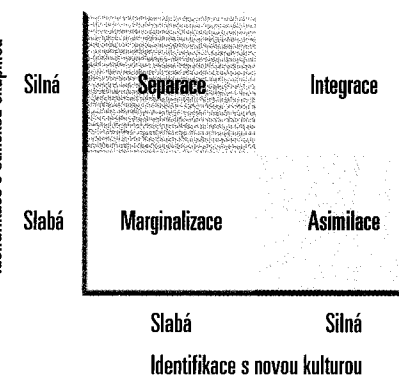 Silná
Separace
Integrace
Slabá
Marginalizace
Asimilace
Slabá
Silná
Identifikace s novou kulturou